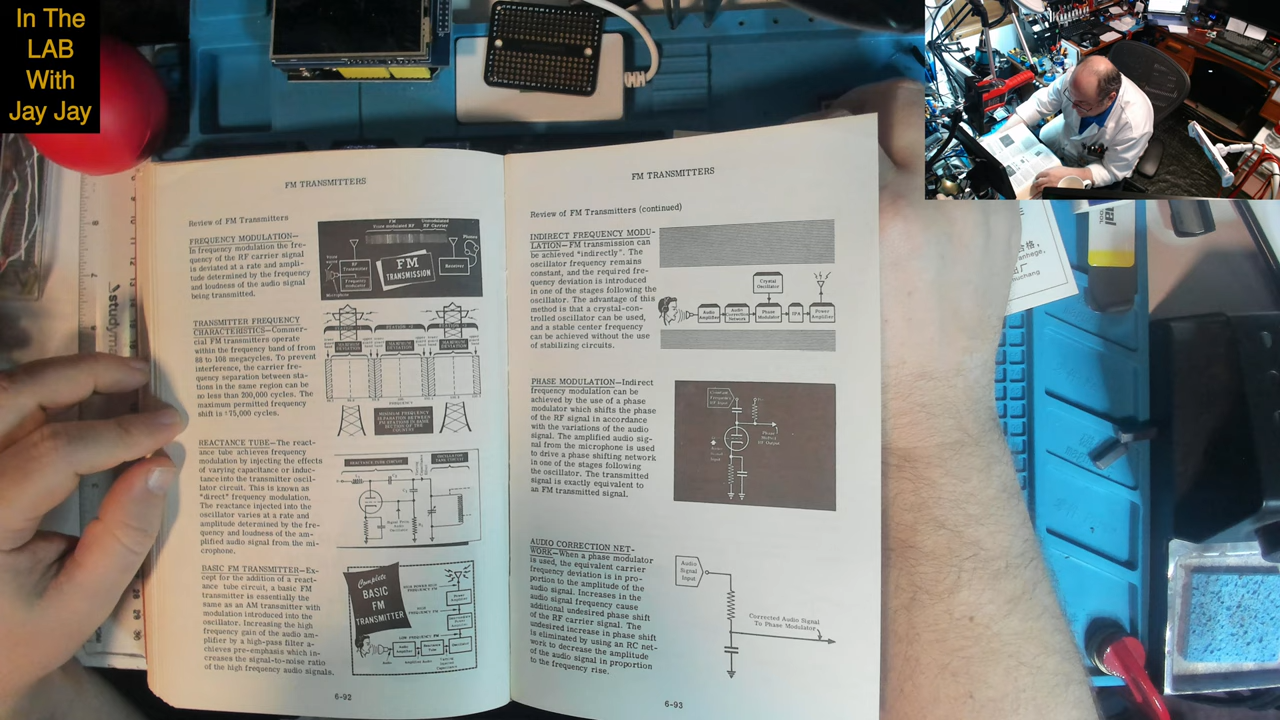 In The
LAB
With
Jay Jay
FM TRANSMITTERS
Review of FM Transmitters
FREQUENCY MODULATION—
In frequency modulation the fre-
quency of the RF carrier signal
is deviated at a rate and ampli-
tude determined by the frequency
and loudness of the audio signal
being transmitted.
FM
TRANSMISSION
TRANSMITTER FREQUENCY
CHARACTERISTICS—Commer-
cial FM transmitters operate
within the frequency band of from
88 to 108 megacycles. To prevent
interference, the carrier fre-
quency separation between sta-
tions in the same region can be
no less than 200,000 cycles. The
maximum permitted frequency
shift is ±75,000 cycles.
REACTANCE TUBE—The react-
ance tube achieves frequency
modulation by injecting the effects
of varying capacitance or induc-
tance into the transmitter oscil-
lator circuit. This is known as
"direct" frequency modulation.
The reactance injected into the
oscillator varies at a rate and
amplitude determined by the fre-
quency and loudness of the am-
plified audio signal from the mi-
crophone.
BASIC FM TRANSMITTER—Ex-
cept for the addition of a react-
ance tube circuit, a basic FM
transmitter is essentially the
same as an AM transmitter with
modulation introduced into the
oscillator. Increasing the high
frequency gain of the audio am-
plifier by a high-pass filter a-
chieves pre-emphasis which in-
creases the signal-to-noise ratio
of the high frequency audio signals.
Complete
BASIC
FM
TRANSMITTER
6-92
FM TRANSMITTERS
Review of FM Transmitters (continued)
INDIRECT FREQUENCY MODU-
LATION—FM transmission can
be achieved "indirectly". The
oscillator frequency remains
constant, and the required fre-
quency deviation is introduced
in one of the stages following the
oscillator. The advantage of this
method is that a crystal-con-
trolled oscillator can be used,
and a stable center frequency
can be achieved without the use
of stabilizing circuits.
Crystal
Oscillator
Audio
Amplifier
Audio
Correction
Network
Phase
Modulator
IPA
Power
Amplifier
PHASE MODULATION—Indirect
frequency modulation can be
achieved by the use of a phase
modulator which shifts the phase
of the RF signal in accordance
with the variations of the audio
signal. The amplified audio sig-
nal from the microphone is used
to drive a phase shifting network
in one of the stages following
the oscillator. The transmitted
signal is exactly equivalent to
an FM transmitted signal.
AUDIO CORRECTION NET-
WORK—When a phase modulator
is used, the equivalent carrier
frequency deviation is in pro-
portion to the amplitude of the
audio signal. Increases in the
audio signal frequency cause
additional undesired phase shift
of the RF carrier signal. The
undesired increase in phase shift
is eliminated by using an RC net-
work to decrease the amplitude
of the audio signal in proportion
to the frequency rise.
Audio
Signal
Input
Corrected Audio Signal
To Phase Modulator
6-93